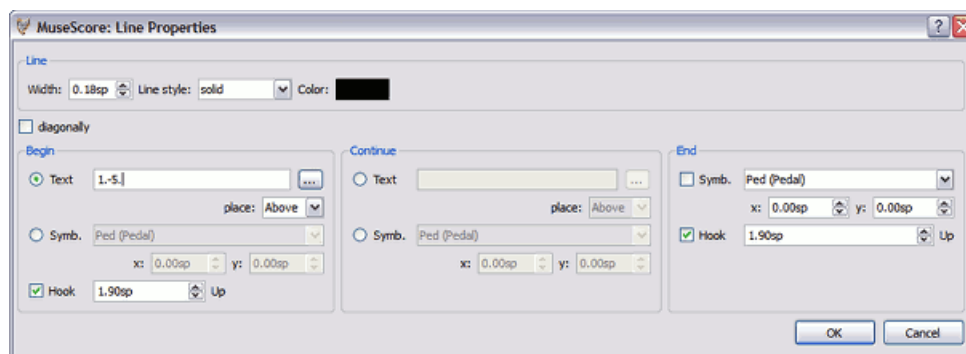 MuseScore: Line Properties
Line
Width: 0.18sp Line style: solid Color:
diagonally
Begin
Text 1.-5.
...
place: Above
Symb. Ped (Pedal)
x: 0.00sp y: 0.00sp
Hook 1.90sp Up
Continue
Text
...
place: Above
Symb. Ped (Pedal)
x: 0.00sp y: 0.00sp
End
Symb. Ped (Pedal)
x: 0.00sp y: 0.00sp
Hook 1.90sp Up
OK Cancel